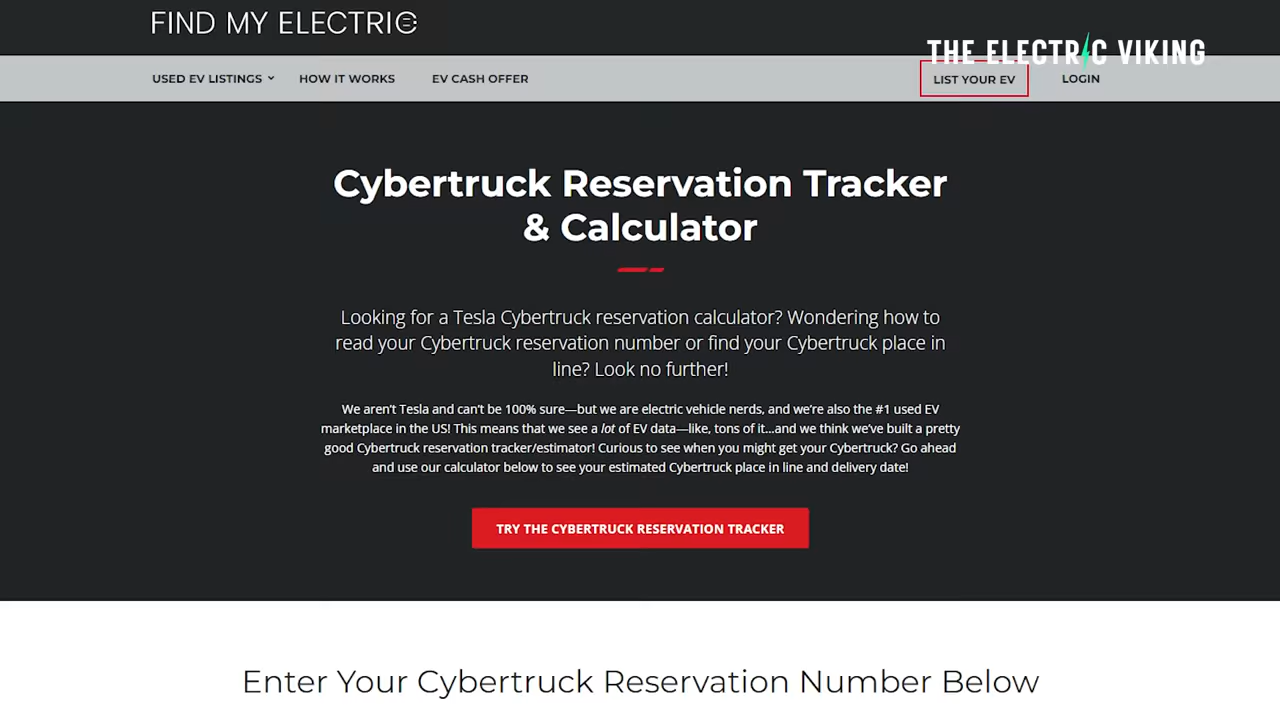 FIND MY ELECTRIC
THE ELECTRIC VIKING
USED EV LISTINGS
HOW IT WORKS
EV CASH OFFER
LIST YOUR EV
LOGIN
Cybertruck Reservation Tracker
& Calculator
Looking for a Tesla Cybertruck reservation calculator? Wondering how to
read your Cybertruck reservation number or find your Cybertruck place in
line? Look no further!
We aren’t Tesla and can’t be 100% sure—but we are electric vehicle nerds, and we’re also the #1 used EV
marketplace in the US! This means that we see a lot of EV data—like, tons of it...and we think we’ve built a pretty
good Cybertruck reservation tracker/estimator! Curious to see when you might get your Cybertruck? Go ahead
and use our calculator below to see your estimated Cybertruck place in line and delivery date!
TRY THE CYBERTRUCK RESERVATION TRACKER
Enter Your Cybertruck Reservation Number Below